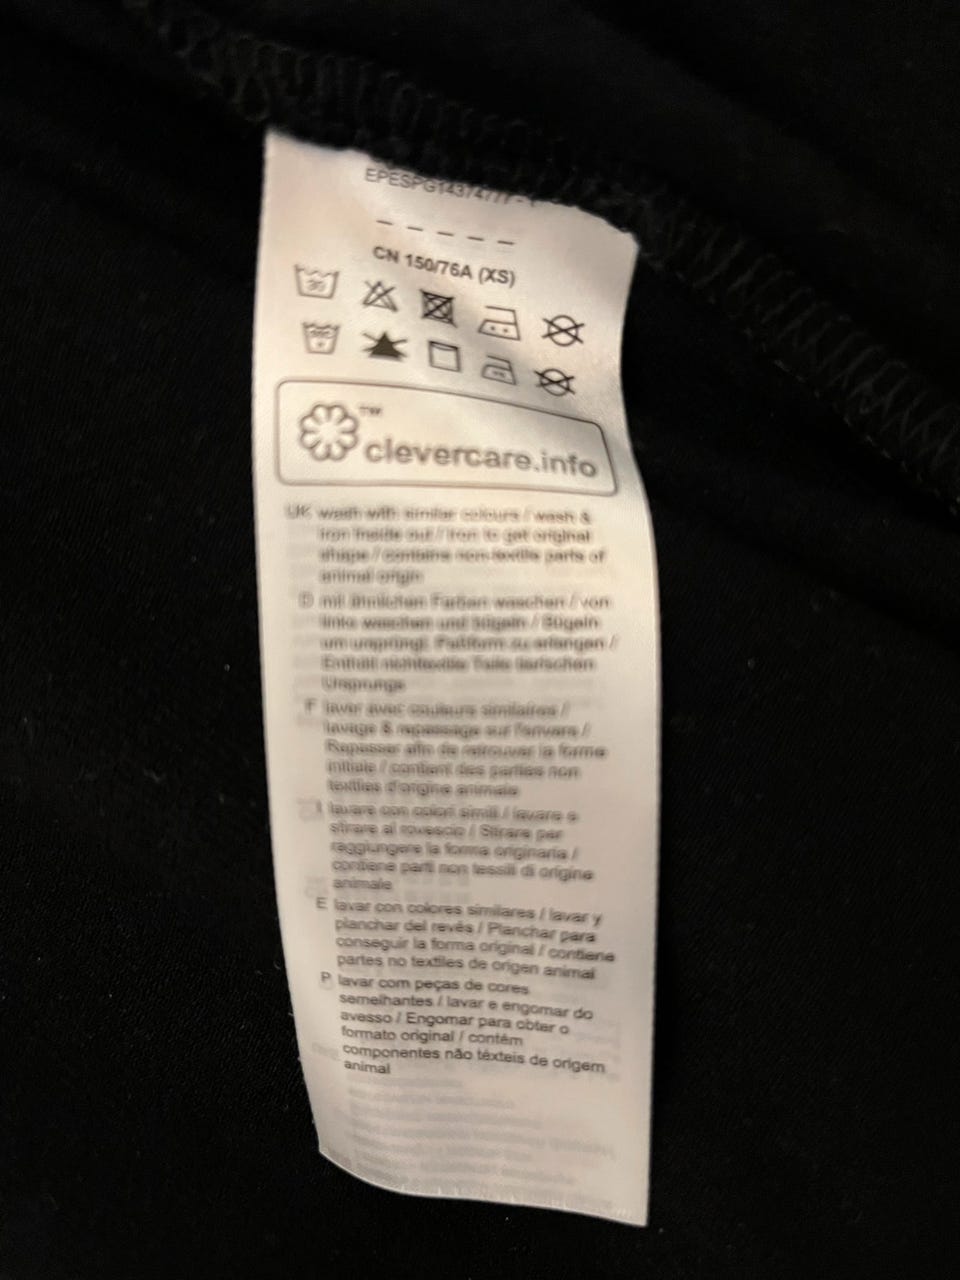 CN 150/76A (XS)
30
™
clevercare.info
UK wash with similar colours / wash &
iron inside out / iron to get original
shape / contains non-textile parts of
animal origin
D mit ähnlichen Farben waschen / von
links waschen und bügeln / Bügeln
um ursprüngl. Paßform zu erlangen /
Enthält nichttextile Teile tierischen
Ursprungs
F laver avec couleurs similaires /
lavage & repassage sur l'envers /
Repasser afin de retrouver la forme
initiale / contient des parties non
textiles d'origine animale
I lavare con colori simili / lavare e
stirare al rovescio / Stirare per
raggiungere la forma originaria /
contiene parti non tessili di origine
animale
E lavar con colores similares / lavar y
planchar del revés / Planchar para
conseguir la forma original / contiene
partes no textiles de origen animal
P lavar com peças de cores
semelhantes / lavar e engomar do
avesso / Engomar para obter o
formato original / contém
componentes não têxteis de origem
animal